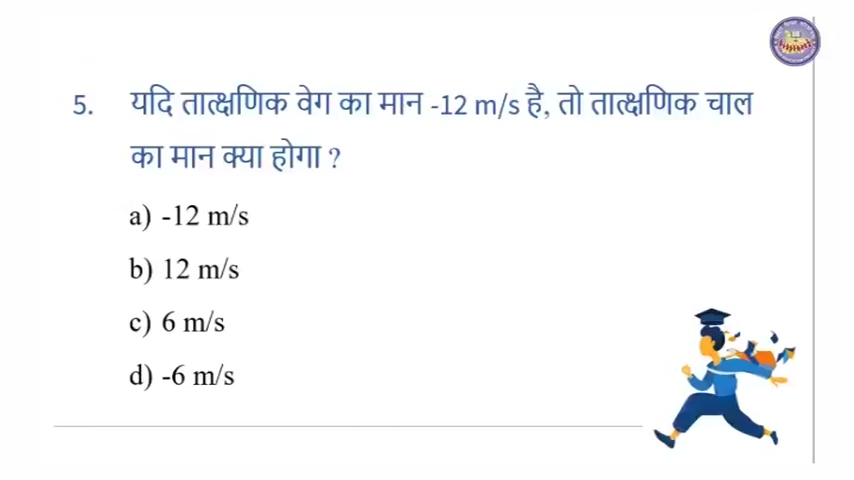 5. यदि तात्क्षणिक वेग का मान -12 m/s है, तो तात्क्षणिक चाल
का मान क्या होगा ?
a) -12 m/s
b) 12 m/s
c) 6 m/s
d) -6 m/s